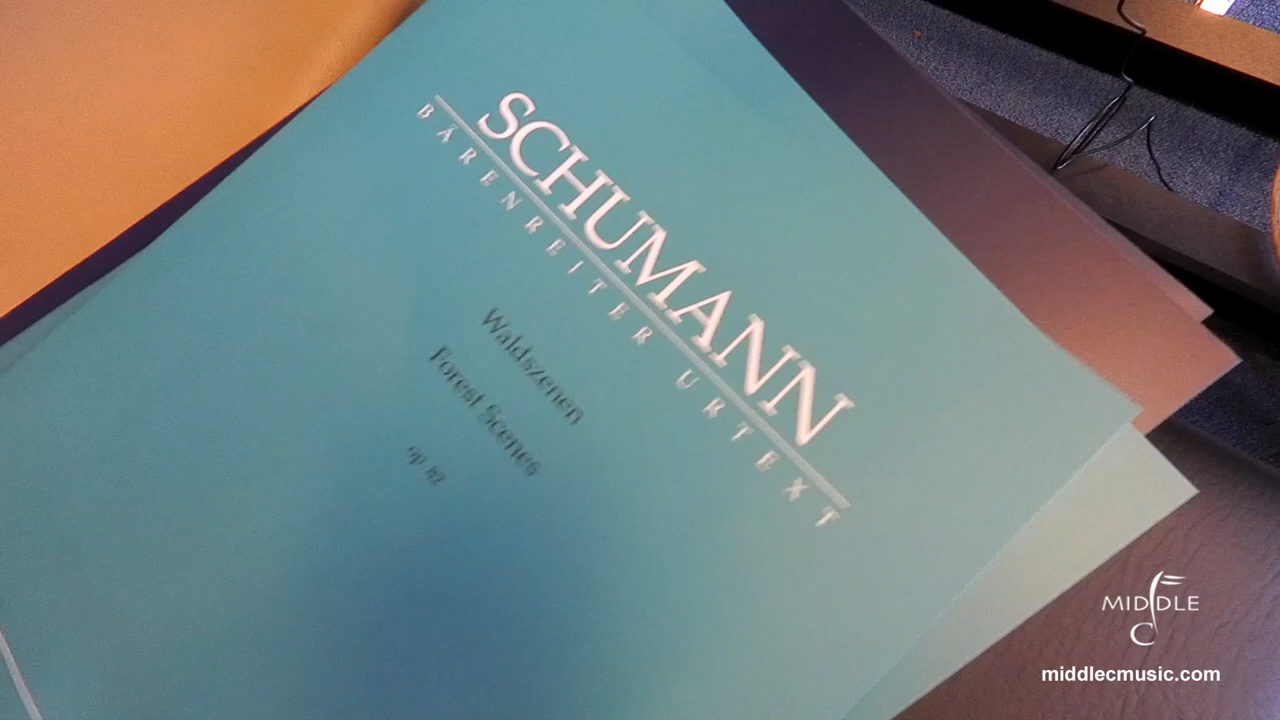 SCHUMANN
BÄRENREITER URTEXT
Waldszenen
Forest Scenes
op. 82
MIDDLE
C
middlecmusic.com